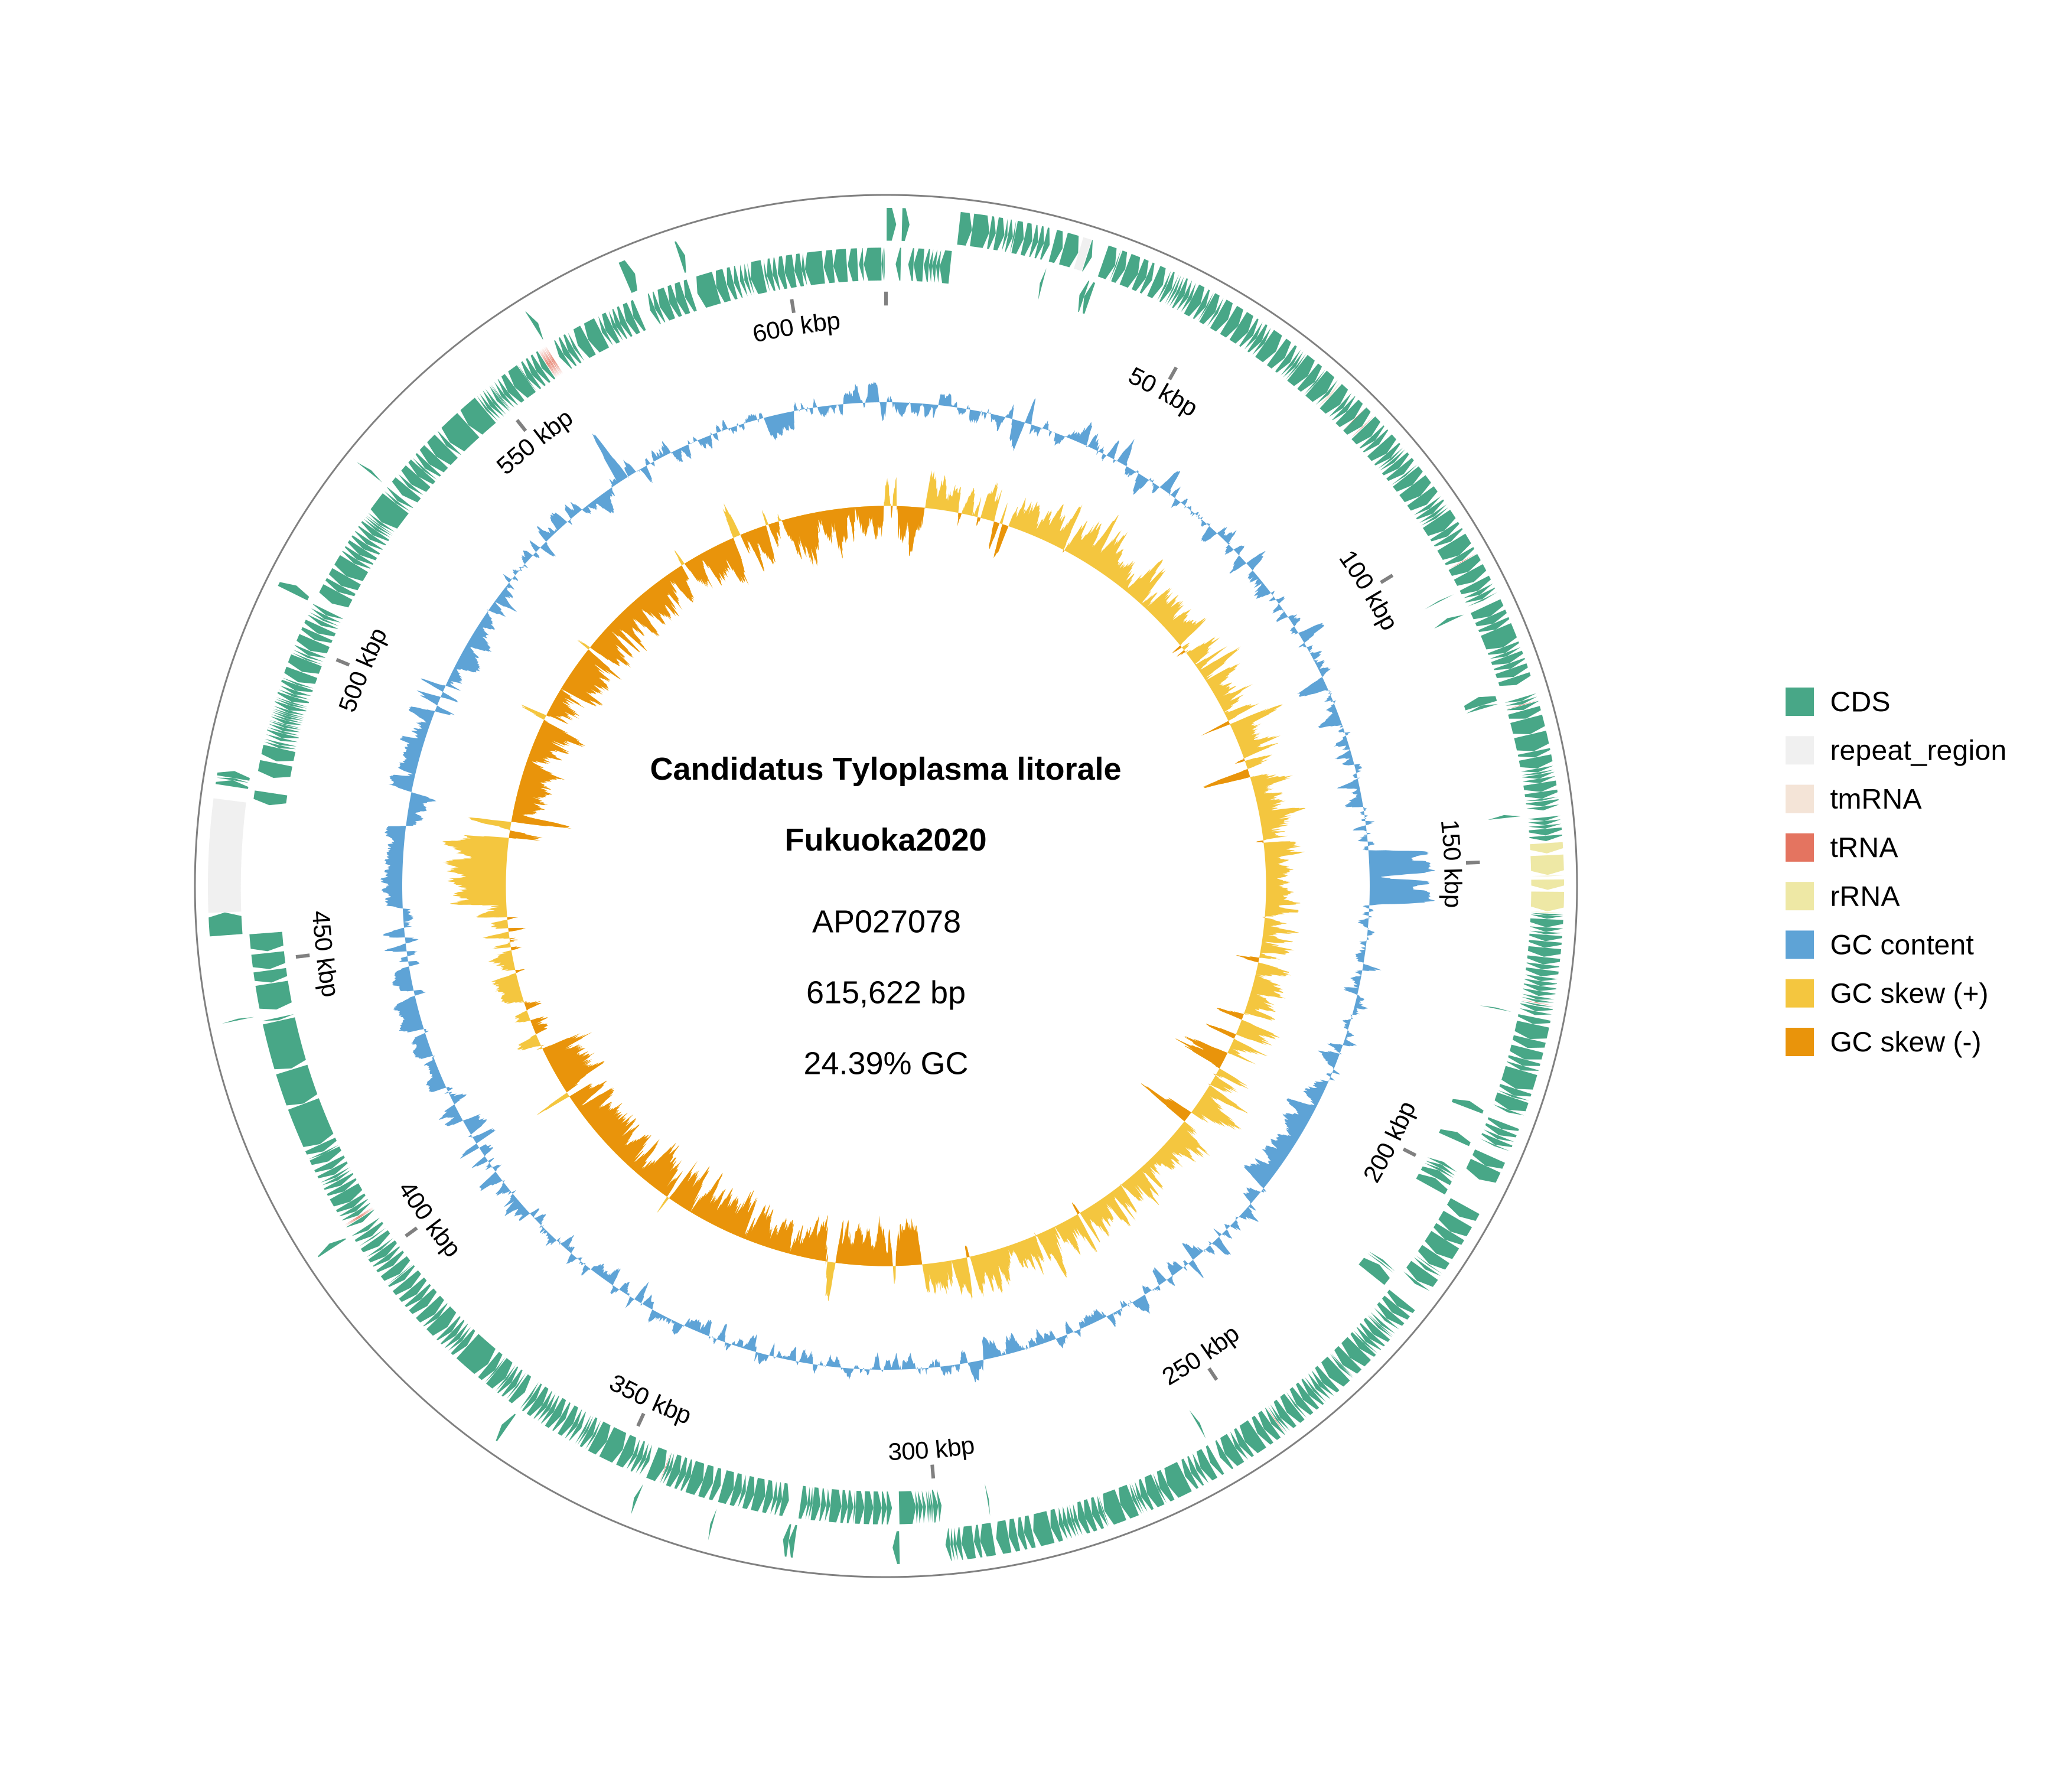 600 kbp
50 kbp
550 kbp
100 kbp
500 kbp
150 kbp
450 kbp
200 kbp
400 kbp
250 kbp
350 kbp
300 kbp
Candidatus Tyloplasma litorale
Fukuoka2020
AP027078
615,622 bp
24.39% GC
CDS
repeat_region
tmRNA
tRNA
rRNA
GC content
GC skew (+)
GC skew (-)